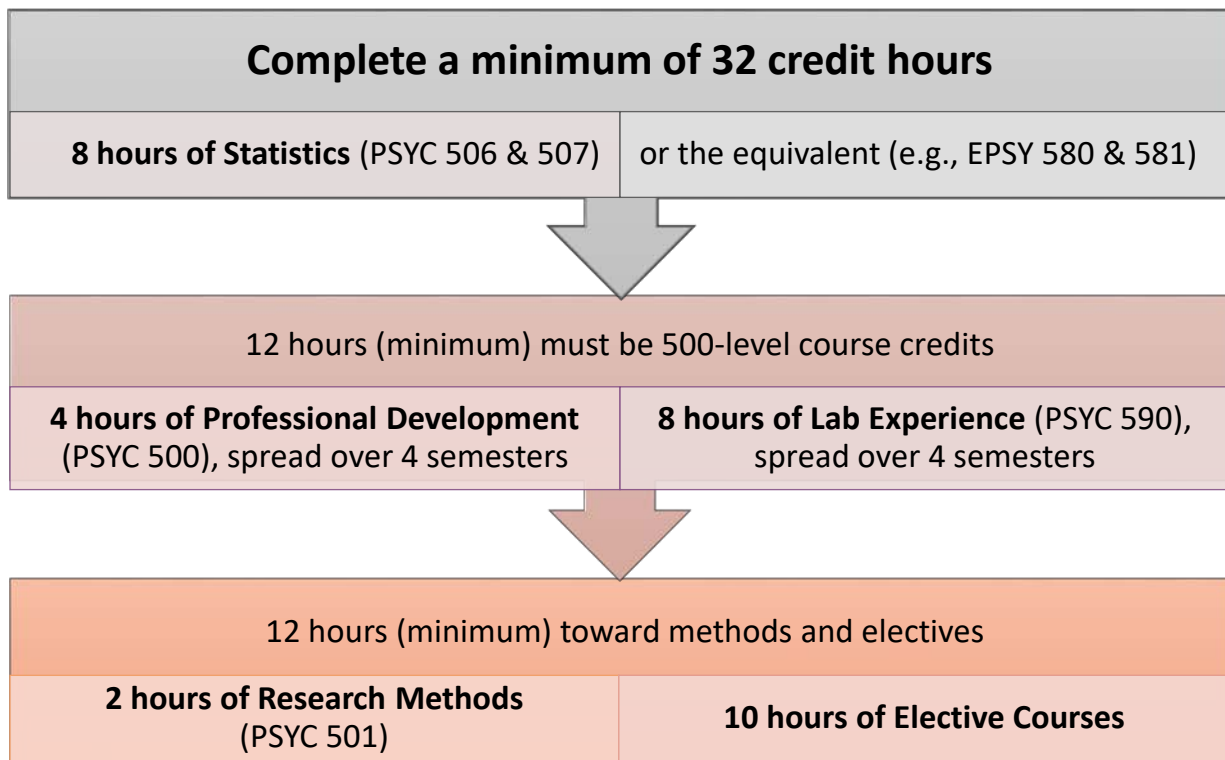 Complete a minimum of 32 credit hours
8 hours of Statistics (PSYC 506 & 507)
or the equivalent (e.g., EPSY 580 & 581)
12 hours (minimum) must be 500-level course credits
4 hours of Professional Development
(PSYC 500), spread over 4 semesters
8 hours of Lab Experience (PSYC 590),
spread over 4 semesters
12 hours (minimum) toward methods and electives
2 hours of Research Methods
(PSYC 501)
10 hours of Elective Courses